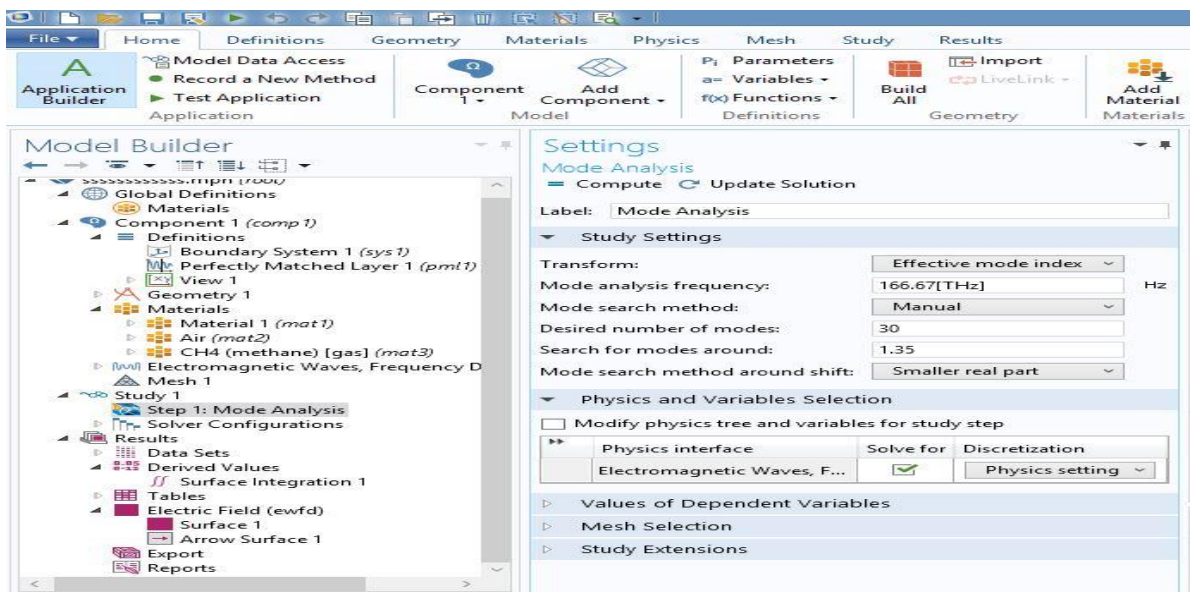 File Home Definitions Geometry Materials Physics Mesh Study Results
Application Builder
Model Data Access
Record a New Method
Test Application
Application
Component 1
Add Component
Model
Pi Parameters
a= Variables
f(x) Functions
Definitions
Build All
Import
LiveLink
Geometry
Add Material
Materials
Model Builder
ssssssssssss.mph (root)
Global Definitions
Materials
Component 1 (comp1)
Definitions
Boundary System 1 (sys1)
Perfectly Matched Layer 1 (pml1)
View 1
Geometry 1
Materials
Material 1 (mat1)
Air (mat2)
CH4 (methane) [gas] (mat3)
Electromagnetic Waves, Frequency D
Mesh 1
Study 1
Step 1: Mode Analysis
Solver Configurations
Results
Data Sets
Derived Values
Surface Integration 1
Tables
Electric Field (ewfd)
Surface 1
Arrow Surface 1
Export
Reports
Settings
Mode Analysis
= Compute Update Solution
Label: Mode Analysis
Study Settings
Transform: Effective mode index
Mode analysis frequency: 166.67[THz] Hz
Mode search method: Manual
Desired number of modes: 30
Search for modes around: 1.35
Mode search method around shift: Smaller real part
Physics and Variables Selection
Modify physics tree and variables for study step
Physics interface Solve for Discretization
Electromagnetic Waves, F... Physics setting
Values of Dependent Variables
Mesh Selection
Study Extensions